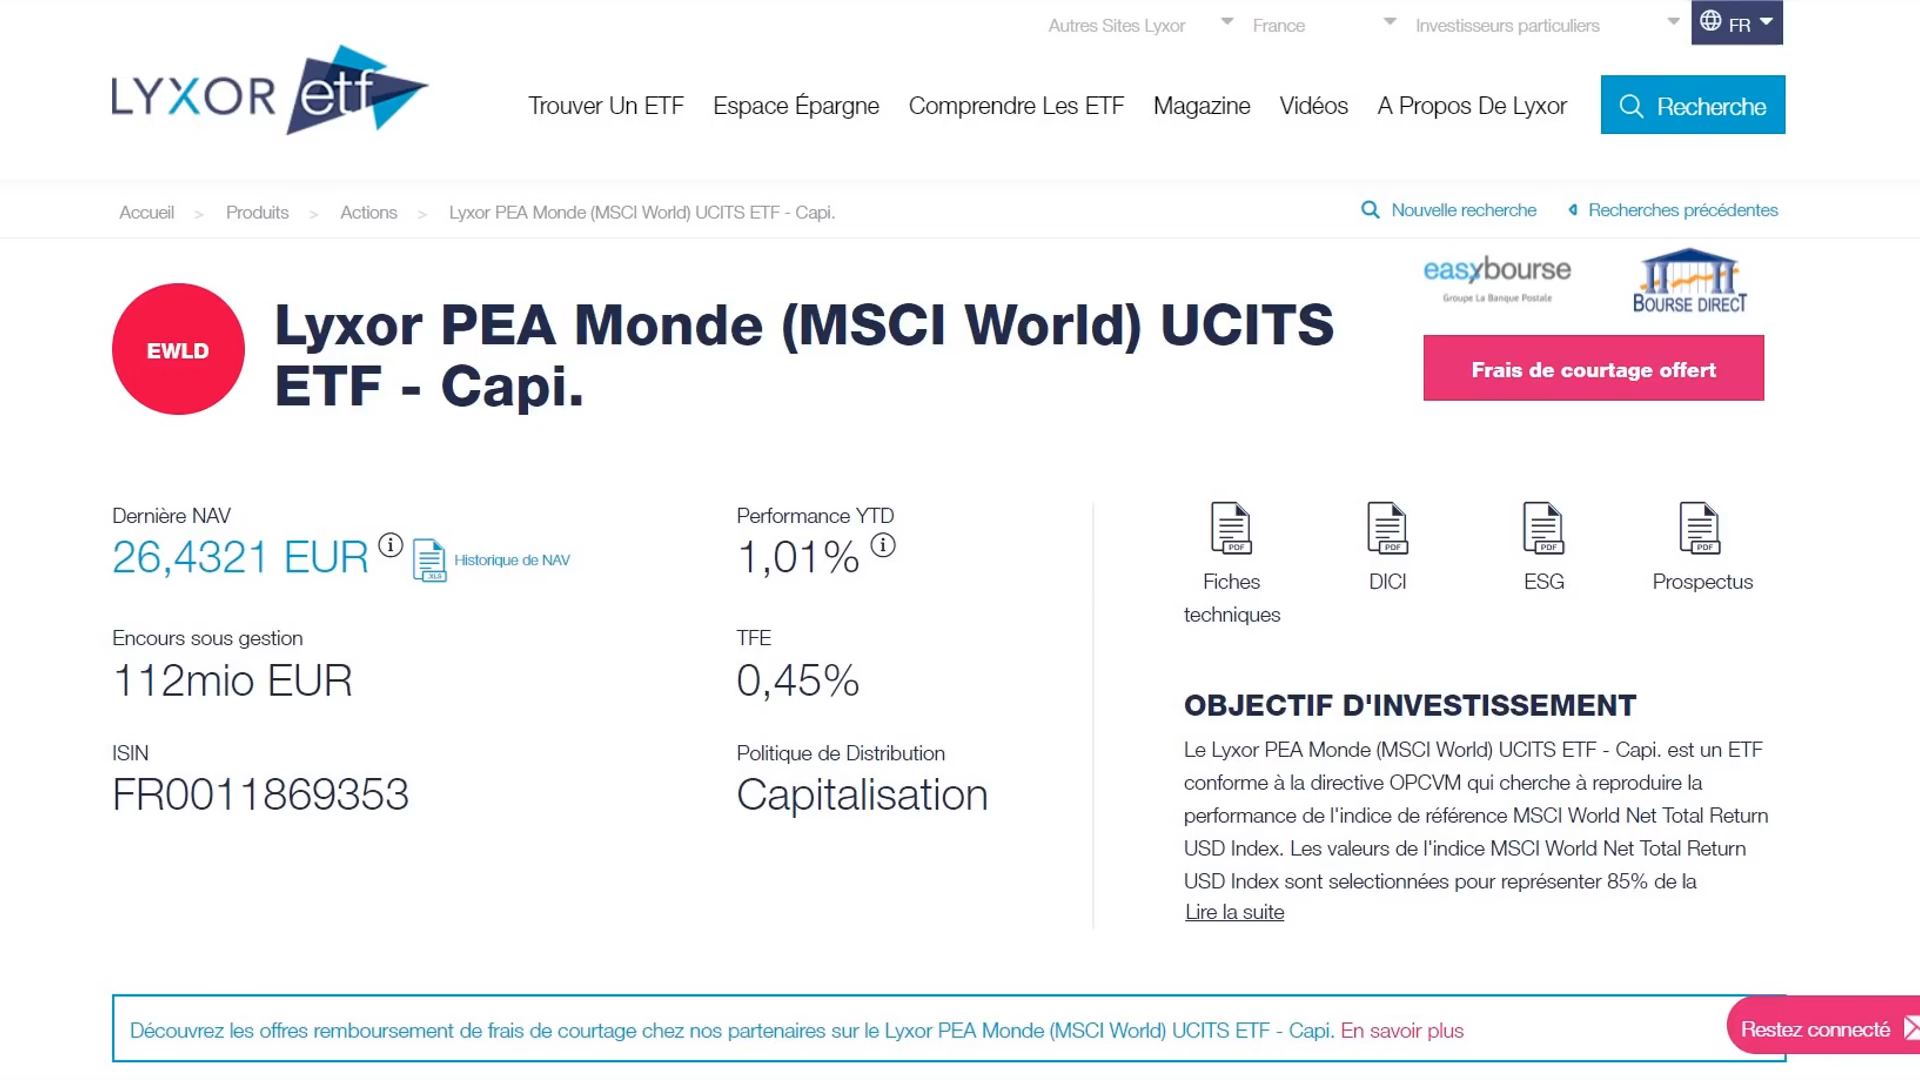 Autres Sites Lyxor France Investisseurs particuliers FR
LYXOR etf
Trouver Un ETF Espace Épargne Comprendre Les ETF Magazine Vidéos A Propos De Lyxor Recherche
Accueil > Produits > Actions > Lyxor PEA Monde (MSCI World) UCITS ETF - Capi.
Nouvelle recherche Recherches précédentes
EWLD
Lyxor PEA Monde (MSCI World) UCITS
ETF - Capi.
easybourse
Groupe La Banque Postale
BOURSE DIRECT
Frais de courtage offert
Dernière NAV
26,4321 EUR
XLS
Historique de NAV
Performance YTD
1,01%
Encours sous gestion
112mio EUR
TFE
0,45%
ISIN
FR0011869353
Politique de Distribution
Capitalisation
PDF PDF PDF PDF
Fiches
techniques
DICI
ESG
Prospectus
OBJECTIF D'INVESTISSEMENT
Le Lyxor PEA Monde (MSCI World) UCITS ETF - Capi. est un ETF
conforme à la directive OPCVM qui cherche à reproduire la
performance de l'indice de référence MSCI World Net Total Return
USD Index. Les valeurs de l'indice MSCI World Net Total Return
USD Index sont selectionnées pour représenter 85% de la
Lire la suite
Découvrez les offres remboursement de frais de courtage chez nos partenaires sur le Lyxor PEA Monde (MSCI World) UCITS ETF - Capi. En savoir plus
Restez connecté